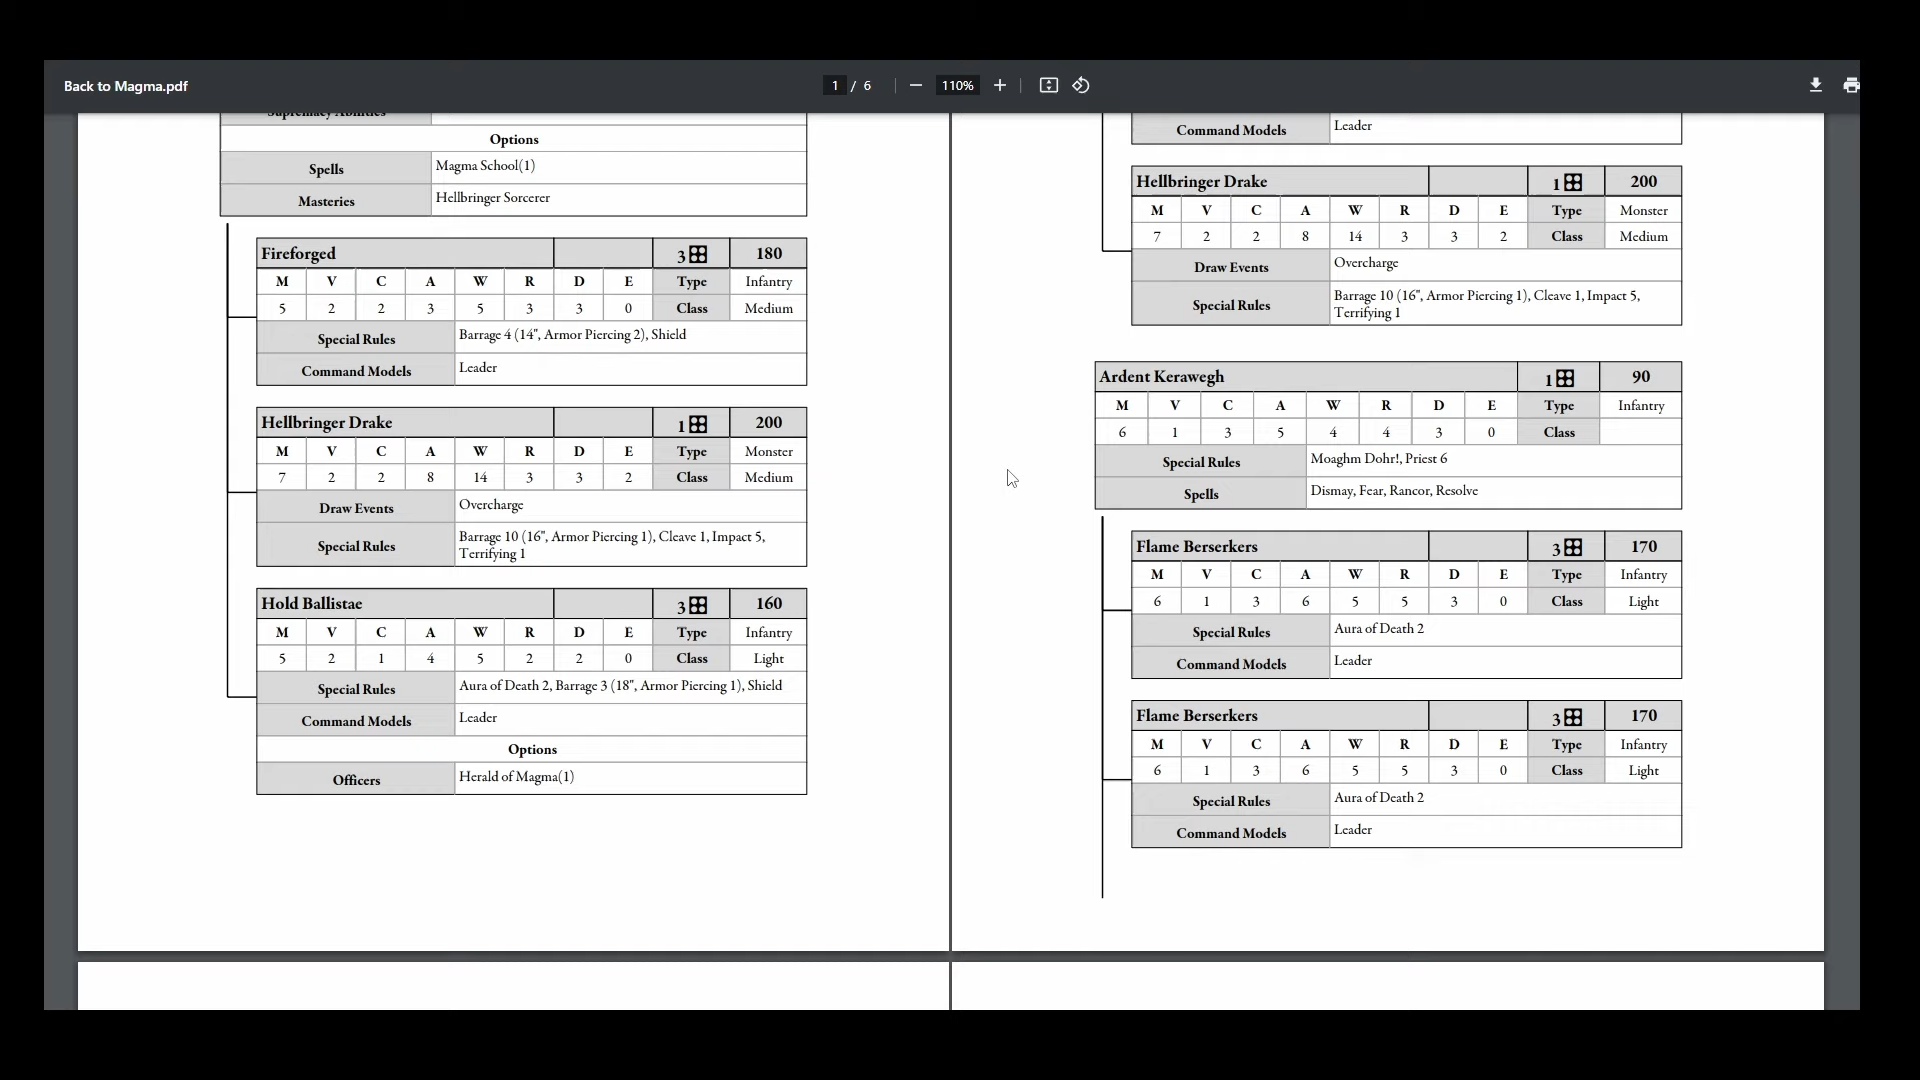 Back to Magma.pdf
1 / 6
110%
Supremacy Abilities
Options
Spells Magma School(1)
Masteries Hellbringer Sorcerer
Fireforged 3 180
M V C A W R D E Type Infantry
5 2 2 3 5 3 3 0 Class Medium
Special Rules Barrage 4 (14", Armor Piercing 2), Shield
Command Models Leader
Hellbringer Drake 1 200
M V C A W R D E Type Monster
7 2 2 8 14 3 3 2 Class Medium
Draw Events Overcharge
Special Rules Barrage 10 (16", Armor Piercing 1), Cleave 1, Impact 5,
Terrifying 1
Hold Ballistae 3 160
M V C A W R D E Type Infantry
5 2 1 4 5 2 2 0 Class Light
Special Rules Aura of Death 2, Barrage 3 (18", Armor Piercing 1), Shield
Command Models Leader
Options
Officers Herald of Magma(1)
Command Models Leader
Hellbringer Drake 1 200
M V C A W R D E Type Monster
7 2 2 8 14 3 3 2 Class Medium
Draw Events Overcharge
Special Rules Barrage 10 (16", Armor Piercing 1), Cleave 1, Impact 5,
Terrifying 1
Ardent Kerawegh 1 90
M V C A W R D E Type Infantry
6 1 3 5 4 4 3 0 Class
Special Rules Moaghm Dohr!, Priest 6
Spells Dismay, Fear, Rancor, Resolve
Flame Berserkers 3 170
M V C A W R D E Type Infantry
6 1 3 6 5 5 3 0 Class Light
Special Rules Aura of Death 2
Command Models Leader
Flame Berserkers 3 170
M V C A W R D E Type Infantry
6 1 3 6 5 5 3 0 Class Light
Special Rules Aura of Death 2
Command Models Leader